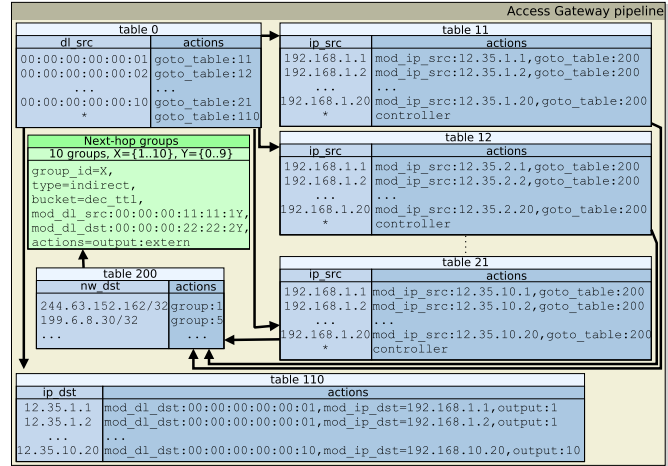 Access Gateway pipeline
table 0
dl_src actions
00:00:00:00:00:01 goto_table:11
00:00:00:00:00:02 goto_table:12
... ...
00:00:00:00:00:10 goto_table:21
* goto_table:110
table 11
ip_src actions
192.168.1.1 mod_ip_src:12.35.1.1,goto_table:200
192.168.1.2 mod_ip_src:12.35.1.2,goto_table:200
... ...
192.168.1.20 mod_ip_src:12.35.1.20,goto_table:200
* controller
Next-hop groups
10 groups, X={1..10}, Y={0..9}
group_id=X,
type=indirect,
bucket=dec_ttl,
mod_dl_src:00:00:00:11:11:1Y,
mod_dl_dst:00:00:00:22:22:2Y,
actions=output:extern
table 12
ip_src actions
192.168.1.1 mod_ip_src:12.35.2.1,goto_table:200
192.168.1.2 mod_ip_src:12.35.2.2,goto_table:200
... ...
192.168.1.20 mod_ip_src:12.35.2.20,goto_table:200
* controller
table 21
ip_src actions
192.168.1.1 mod_ip_src:12.35.10.1,goto_table:200
192.168.1.2 mod_ip_src:12.35.10.2,goto_table:200
... ...
192.168.1.20 mod_ip_src:12.35.10.20,goto_table:200
* controller
table 200
nw_dst actions
244.63.152.162/32 group:1
199.6.8.30/32 group:5
... ...
table 110
ip_dst actions
12.35.1.1 mod_dl_dst:00:00:00:00:00:01,mod_ip_dst=192.168.1.1,output:1
12.35.1.2 mod_dl_dst:00:00:00:00:00:01,mod_ip_dst=192.168.1.2,output:1
... ...
12.35.10.20 mod_dl_dst:00:00:00:00:00:10,mod_ip_dst=192.168.10.20,output:10